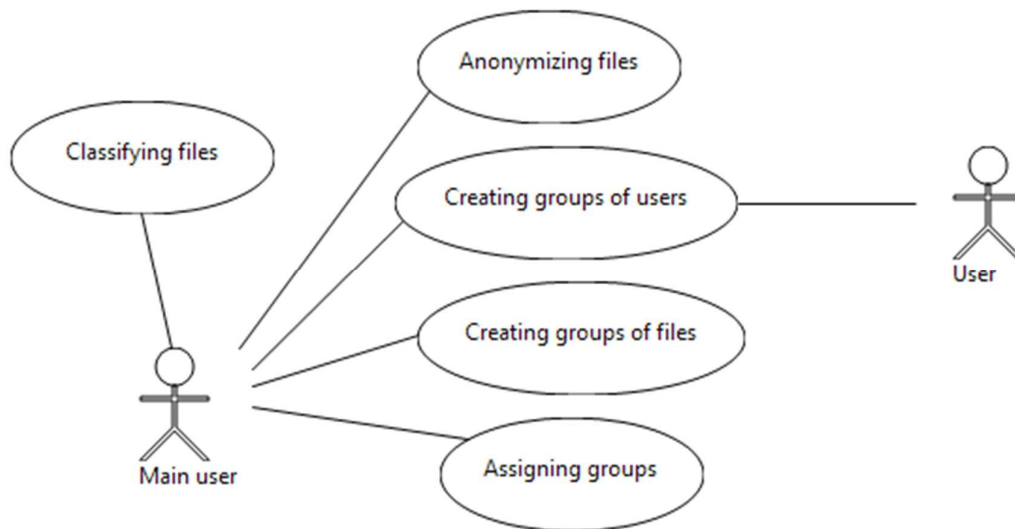 Anonymizing files
Classifying files
Creating groups of users
User
Creating groups of files
Assigning groups
Main user